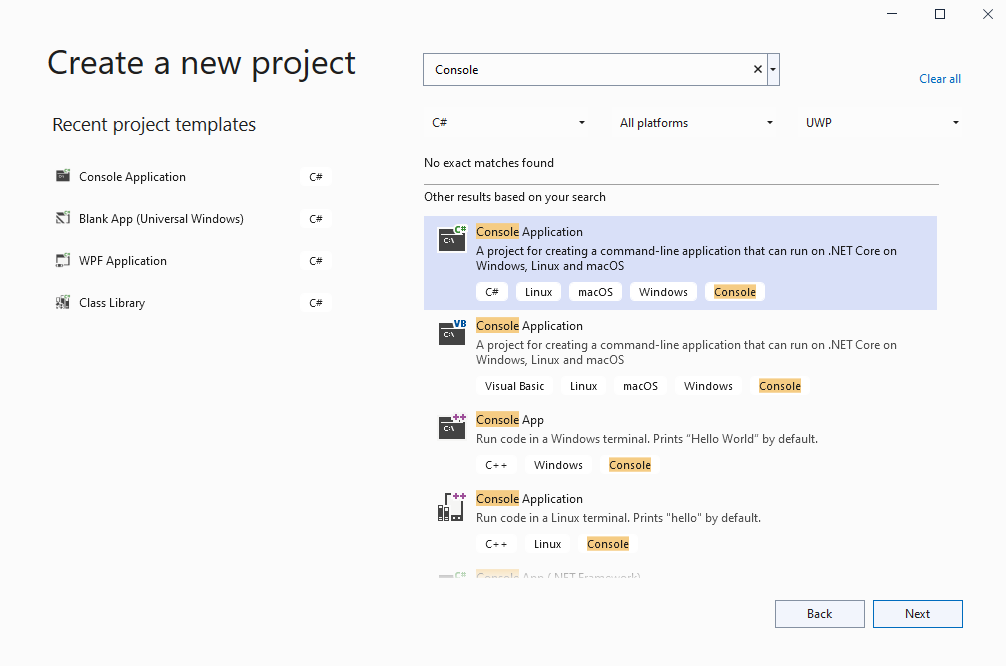 Create a new project
Recent project templates
Console Application C#
Blank App (Universal Windows) C#
WPF Application C#
Class Library C#
Console
Clear all
C# All platforms UWP
No exact matches found
Other results based on your search
C# C:\
Console Application
A project for creating a command-line application that can run on .NET Core on
Windows, Linux and macOS
C# Linux macOS Windows Console
VB C:\
Console Application
A project for creating a command-line application that can run on .NET Core on
Windows, Linux and macOS
Visual Basic Linux macOS Windows Console
++ C:\
Console App
Run code in a Windows terminal. Prints “Hello World” by default.
C++ Windows Console
++
Console Application
Run code in a Linux terminal. Prints "hello" by default.
C++ Linux Console
C#
Console App (.NET Framework)
Back Next